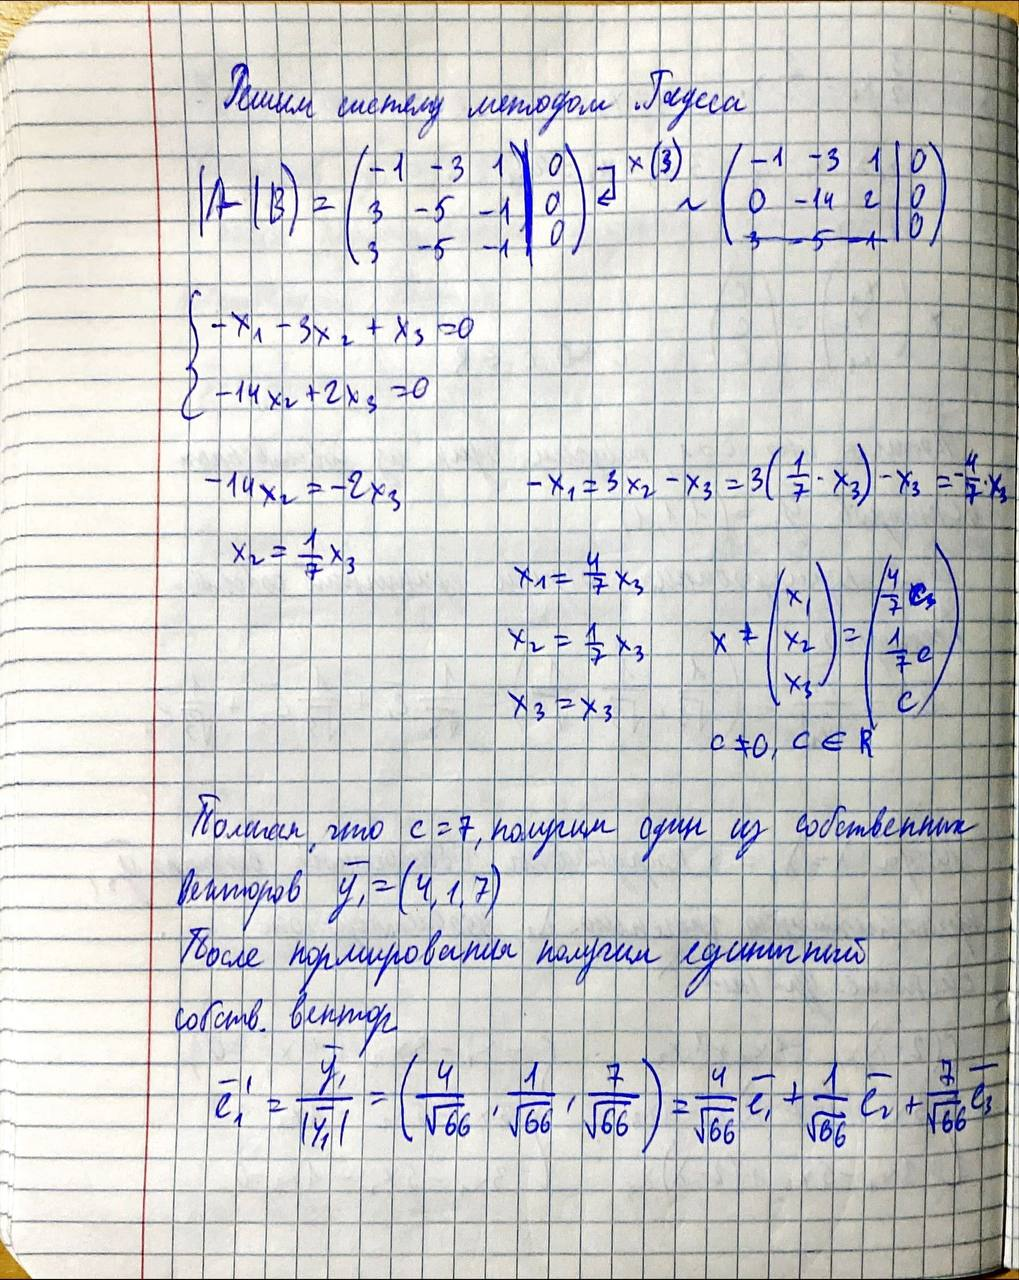 Решим систему методом Гаусса
(A|B) = (-1 -3 1 | 0) ×(3) ~ (-1 -3 1 | 0)
(3 -5 -1 | 0) (0 -14 2 | 0)
(3 -5 -1 | 0) (3 -5 -1 | 0)
{ -x₁ - 3x₂ + x₃ = 0
-14x₂ + 2x₃ = 0
-14x₂ = -2x₃ -x₁ = 3x₂ - x₃ = 3(1/7 · x₃) - x₃ = -4/7 · x₃
x₂ = 1/7 x₃
x₁ = 4/7 x₃
x₂ = 1/7 x₃ x = (x₁ x₂ x₃) = (4/7 c 1/7 c c)
x₃ = x₃
c ≠ 0, c ∈ R
Полагая, что c = 7, получим один из собственных
векторов ȳ₁ = (4, 1, 7)
После нормирования получим единичный
собств. вектор
ē₁' = ȳ₁/|ȳ₁| = (4/√66, 1/√66, 7/√66) = 4/√66 ē₁ + 1/√66 ē₂ + 7/√66 ē₃